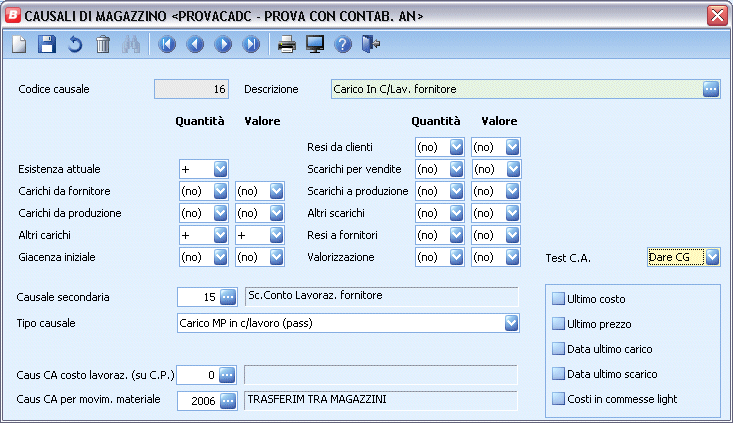 B CAUSALI DI MAGAZZINO <PROVACADC - PROVA CON CONTAB. AN>
Codice causale 16 Descrizione Carico In C/Lav. fornitore
Quantità Valore Quantità Valore
Resi da clienti (no) (no)
Esistenza attuale + Scarichi per vendite (no) (no)
Carichi da fornitore (no) (no) Scarichi a produzione (no) (no)
Carichi da produzione (no) (no) Altri scarichi (no) (no)
Altri carichi + + Resi a fornitori (no) (no)
Giacenza iniziale (no) (no) Valorizzazione (no) (no) Test C.A. Dare CG
Causale secondaria 15 Sc.Conto Lavoraz. fornitore
Tipo causale Carico MP in c/lavoro (pass)
Caus CA costo lavoraz. (su C.P.) 0
Caus CA per movim. materiale 2006 TRASFERIM TRA MAGAZZINI
Ultimo costo
Ultimo prezzo
Data ultimo carico
Data ultimo scarico
Costi in commesse light